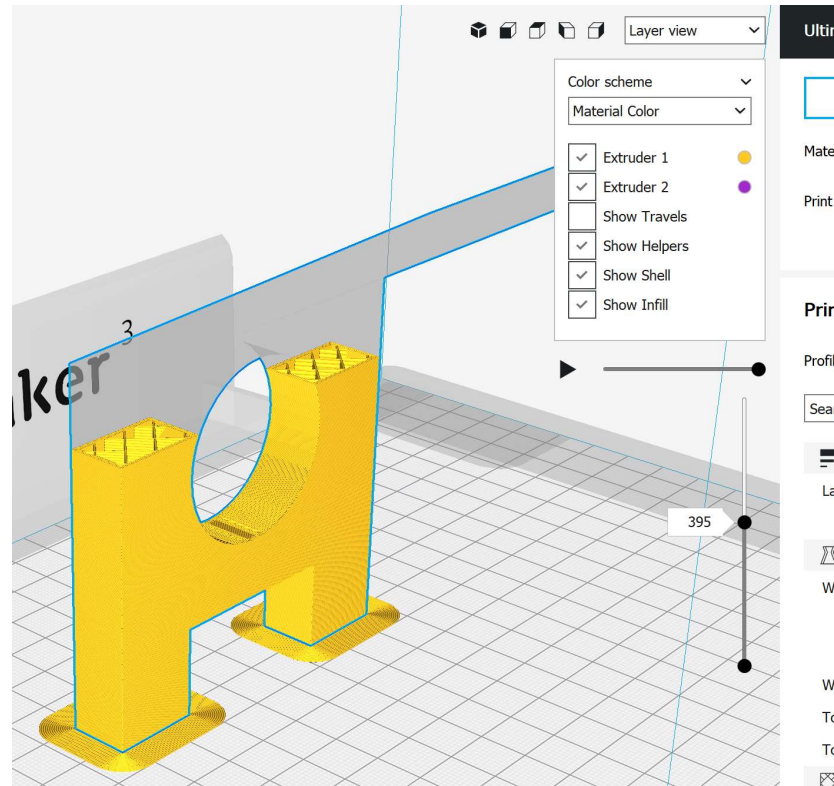 Layer view
Ultim
Color scheme
Material Color
Mate
Extruder 1
Extruder 2
Print
Show Travels
Show Helpers
Show Shell
Show Infill
Prin
3
ker
Profil
Sear
La
395
W
W
To
To